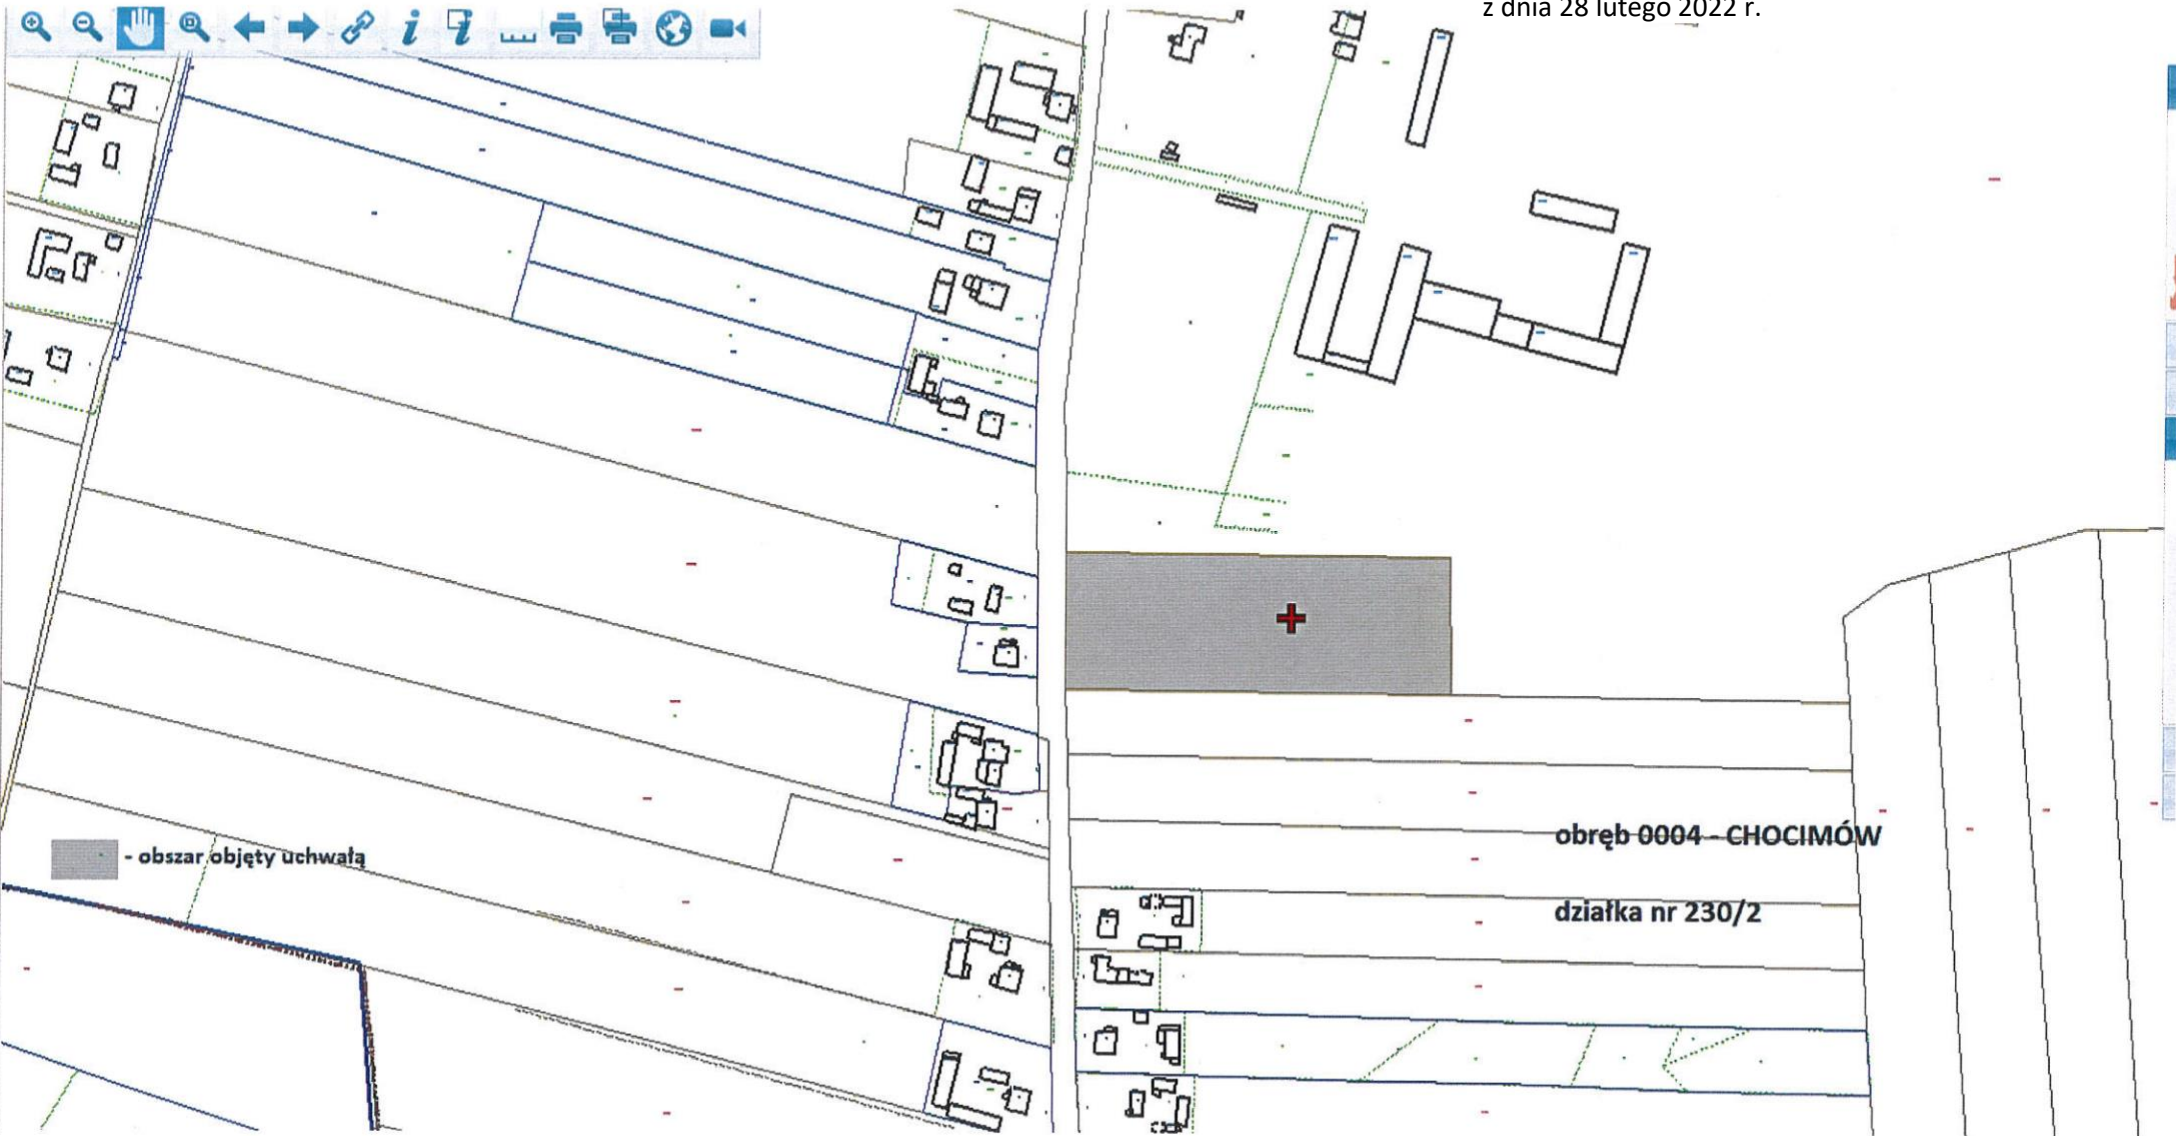 z dnia 28 lutego 2022 r.
- obszar objęty uchwałą
obręb 0004 - CHOCIMÓW
działka nr 230/2